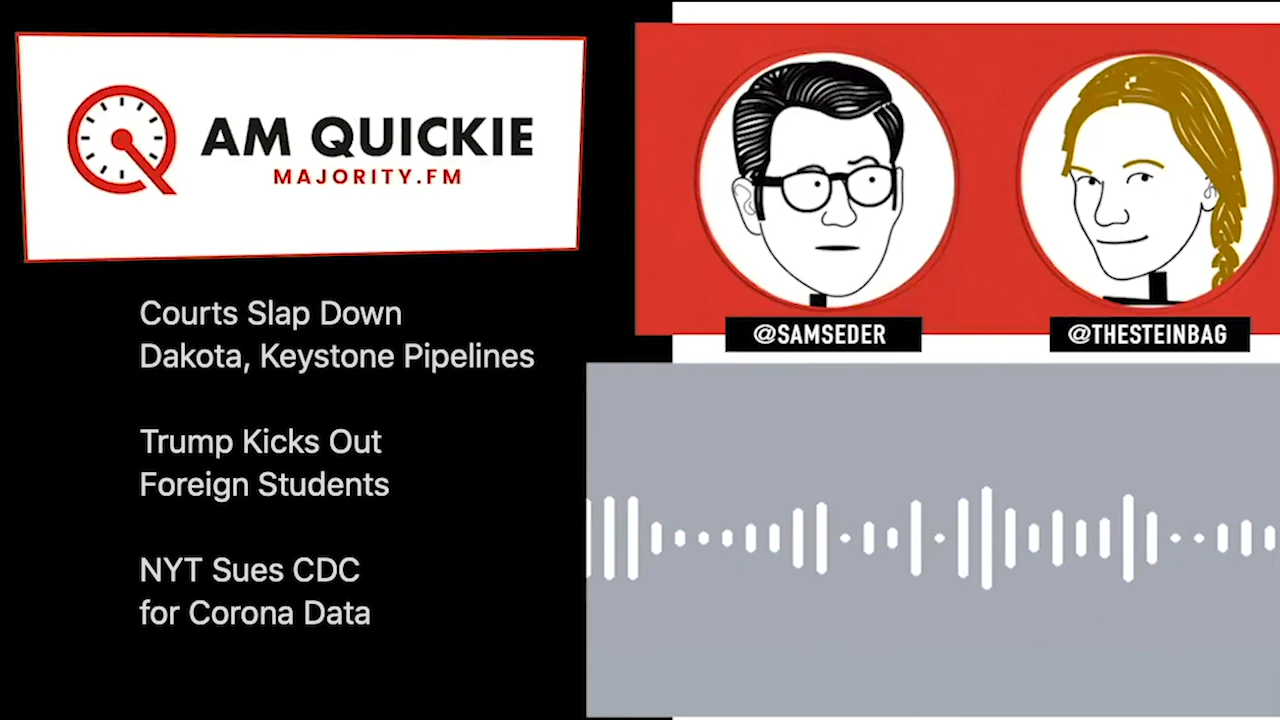 AM QUICKIE
MAJORITY.FM
Courts Slap Down
Dakota, Keystone Pipelines
Trump Kicks Out
Foreign Students
NYT Sues CDC
for Corona Data
@SAMSEDER
@THESTEINBAG